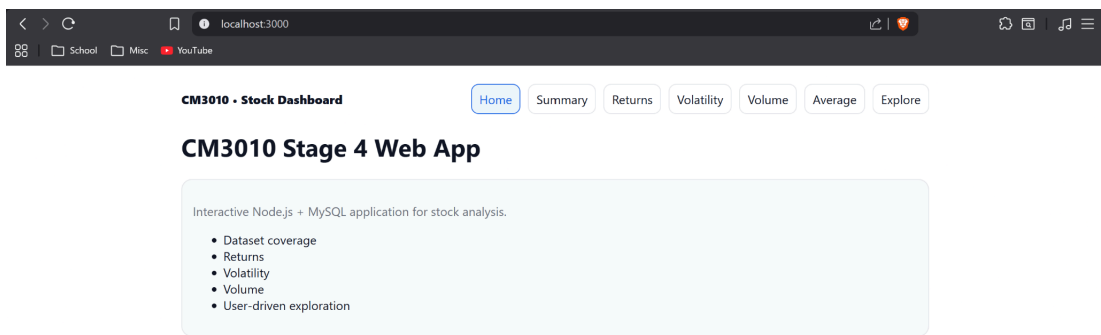 localhost:3000
School Misc YouTube
CM3010 • Stock Dashboard Home Summary Returns Volatility Volume Average Explore
CM3010 Stage 4 Web App
Interactive Node.js + MySQL application for stock analysis.
• Dataset coverage
• Returns
• Volatility
• Volume
• User-driven exploration